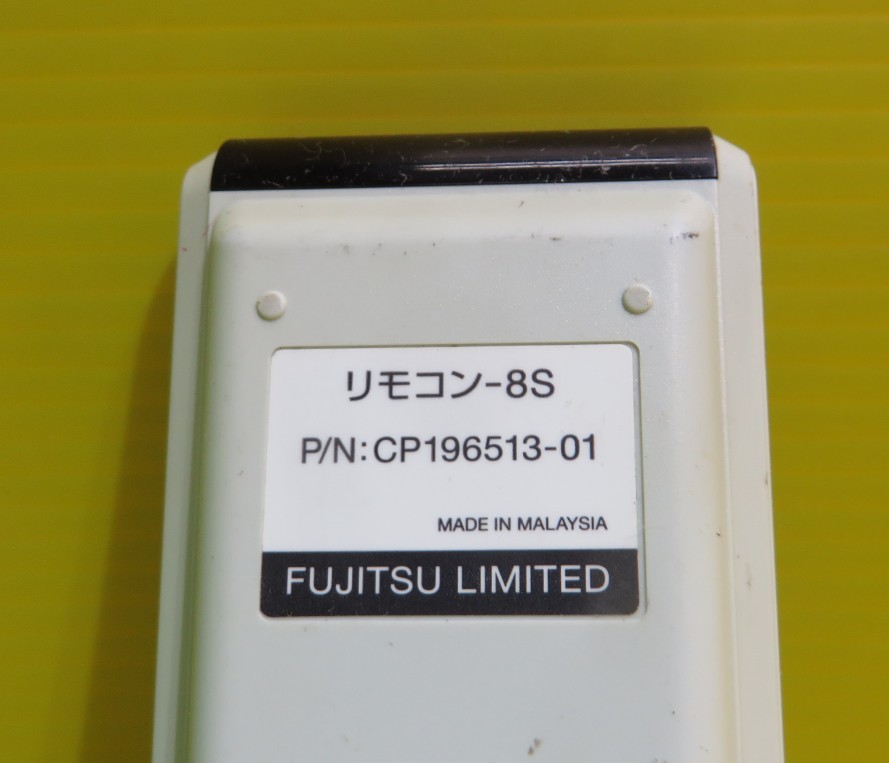 リモコン-8S
P/N:CP196513-01
MADE IN MALAYSIA
FUJITSU LIMITED